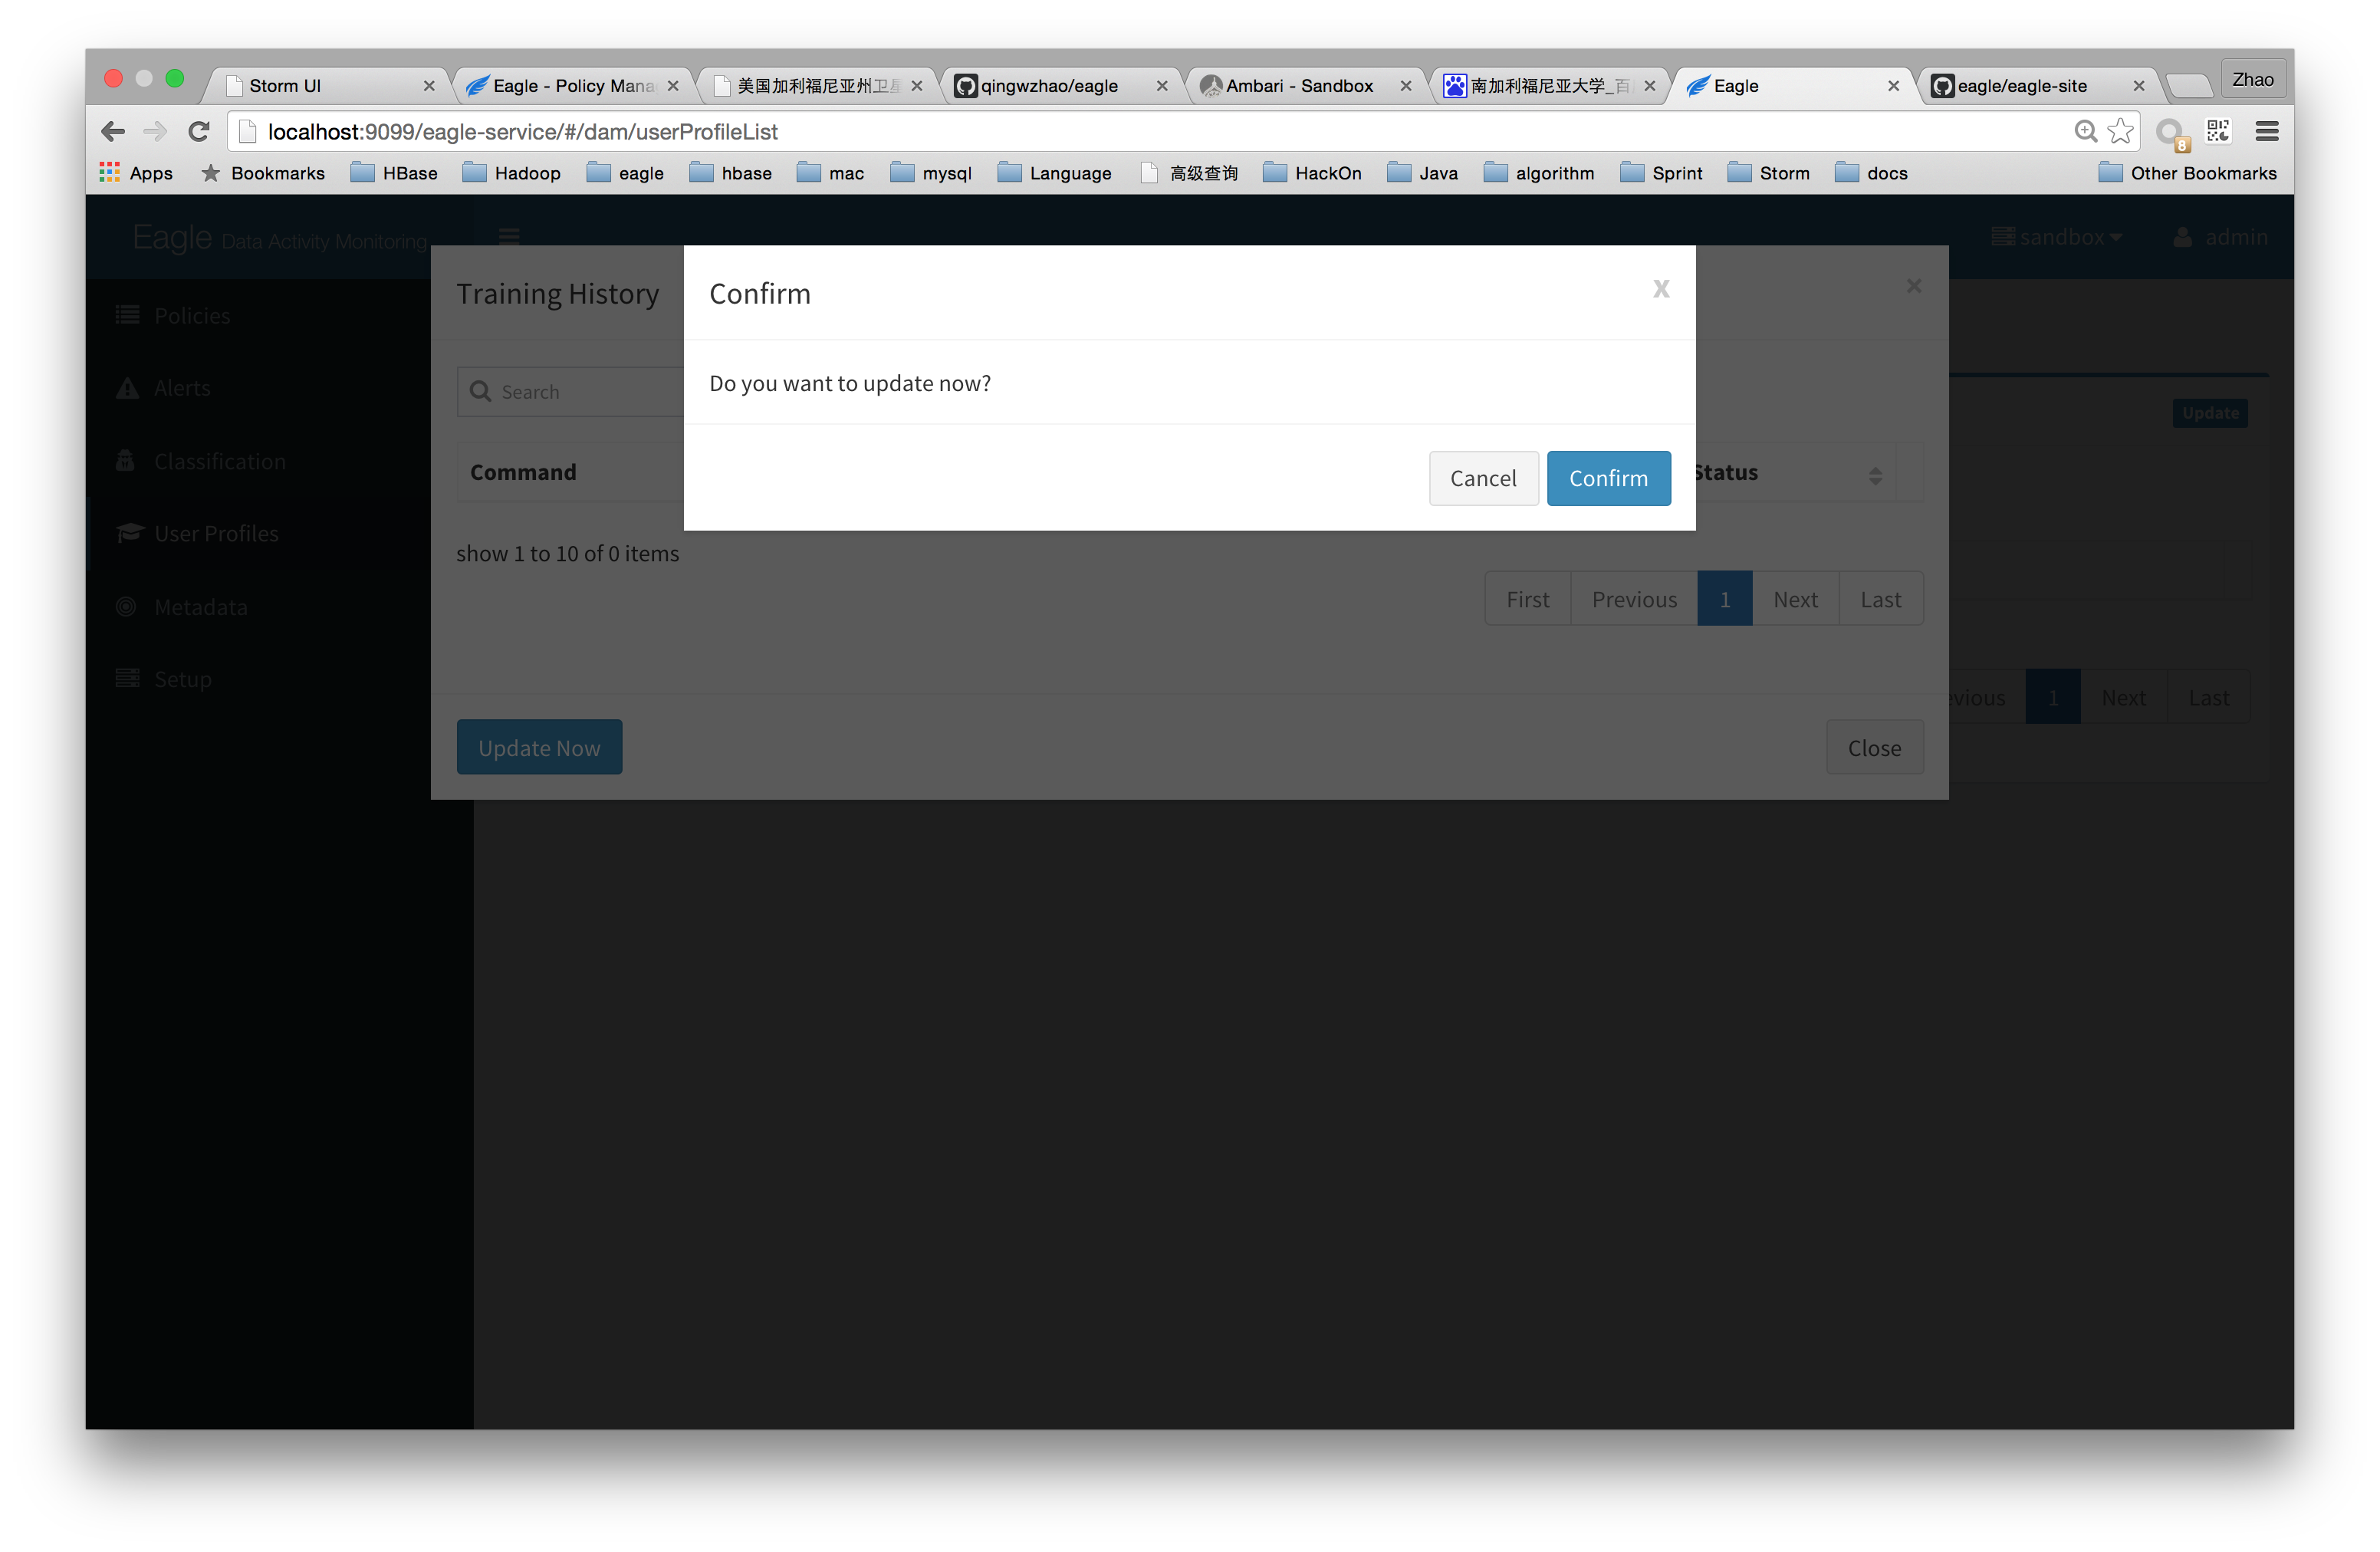 Storm UI
Eagle - Policy Mana
美国加利福尼亚州卫星
qingwzhao/eagle
Ambari - Sandbox
南加利福尼亚大学_百
Eagle
eagle/eagle-site
Zhao
localhost:9099/eagle-service/#/dam/userProfileList
8
Apps
Bookmarks
HBase
Hadoop
eagle
hbase
mac
mysql
Language
高级查询
HackOn
Java
algorithm
Sprint
Storm
docs
Other Bookmarks
Eagle Data Activity Monitoring
sandbox
admin
Policies
Alerts
Classification
User Profiles
Metadata
Setup
Training History
×
Search
Command
Status
show 1 to 10 of 0 items
First Previous 1 Next Last
Update Now
Close
Confirm
x
Do you want to update now?
Cancel
Confirm
Update
evious 1 Next Last